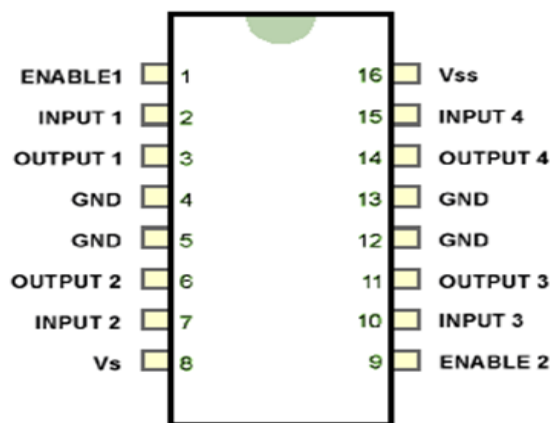 ENABLE1 1 16 Vss
INPUT 1 2 15 INPUT 4
OUTPUT 1 3 14 OUTPUT 4
GND 4 13 GND
GND 5 12 GND
OUTPUT 2 6 11 OUTPUT 3
INPUT 2 7 10 INPUT 3
Vs 8 9 ENABLE 2